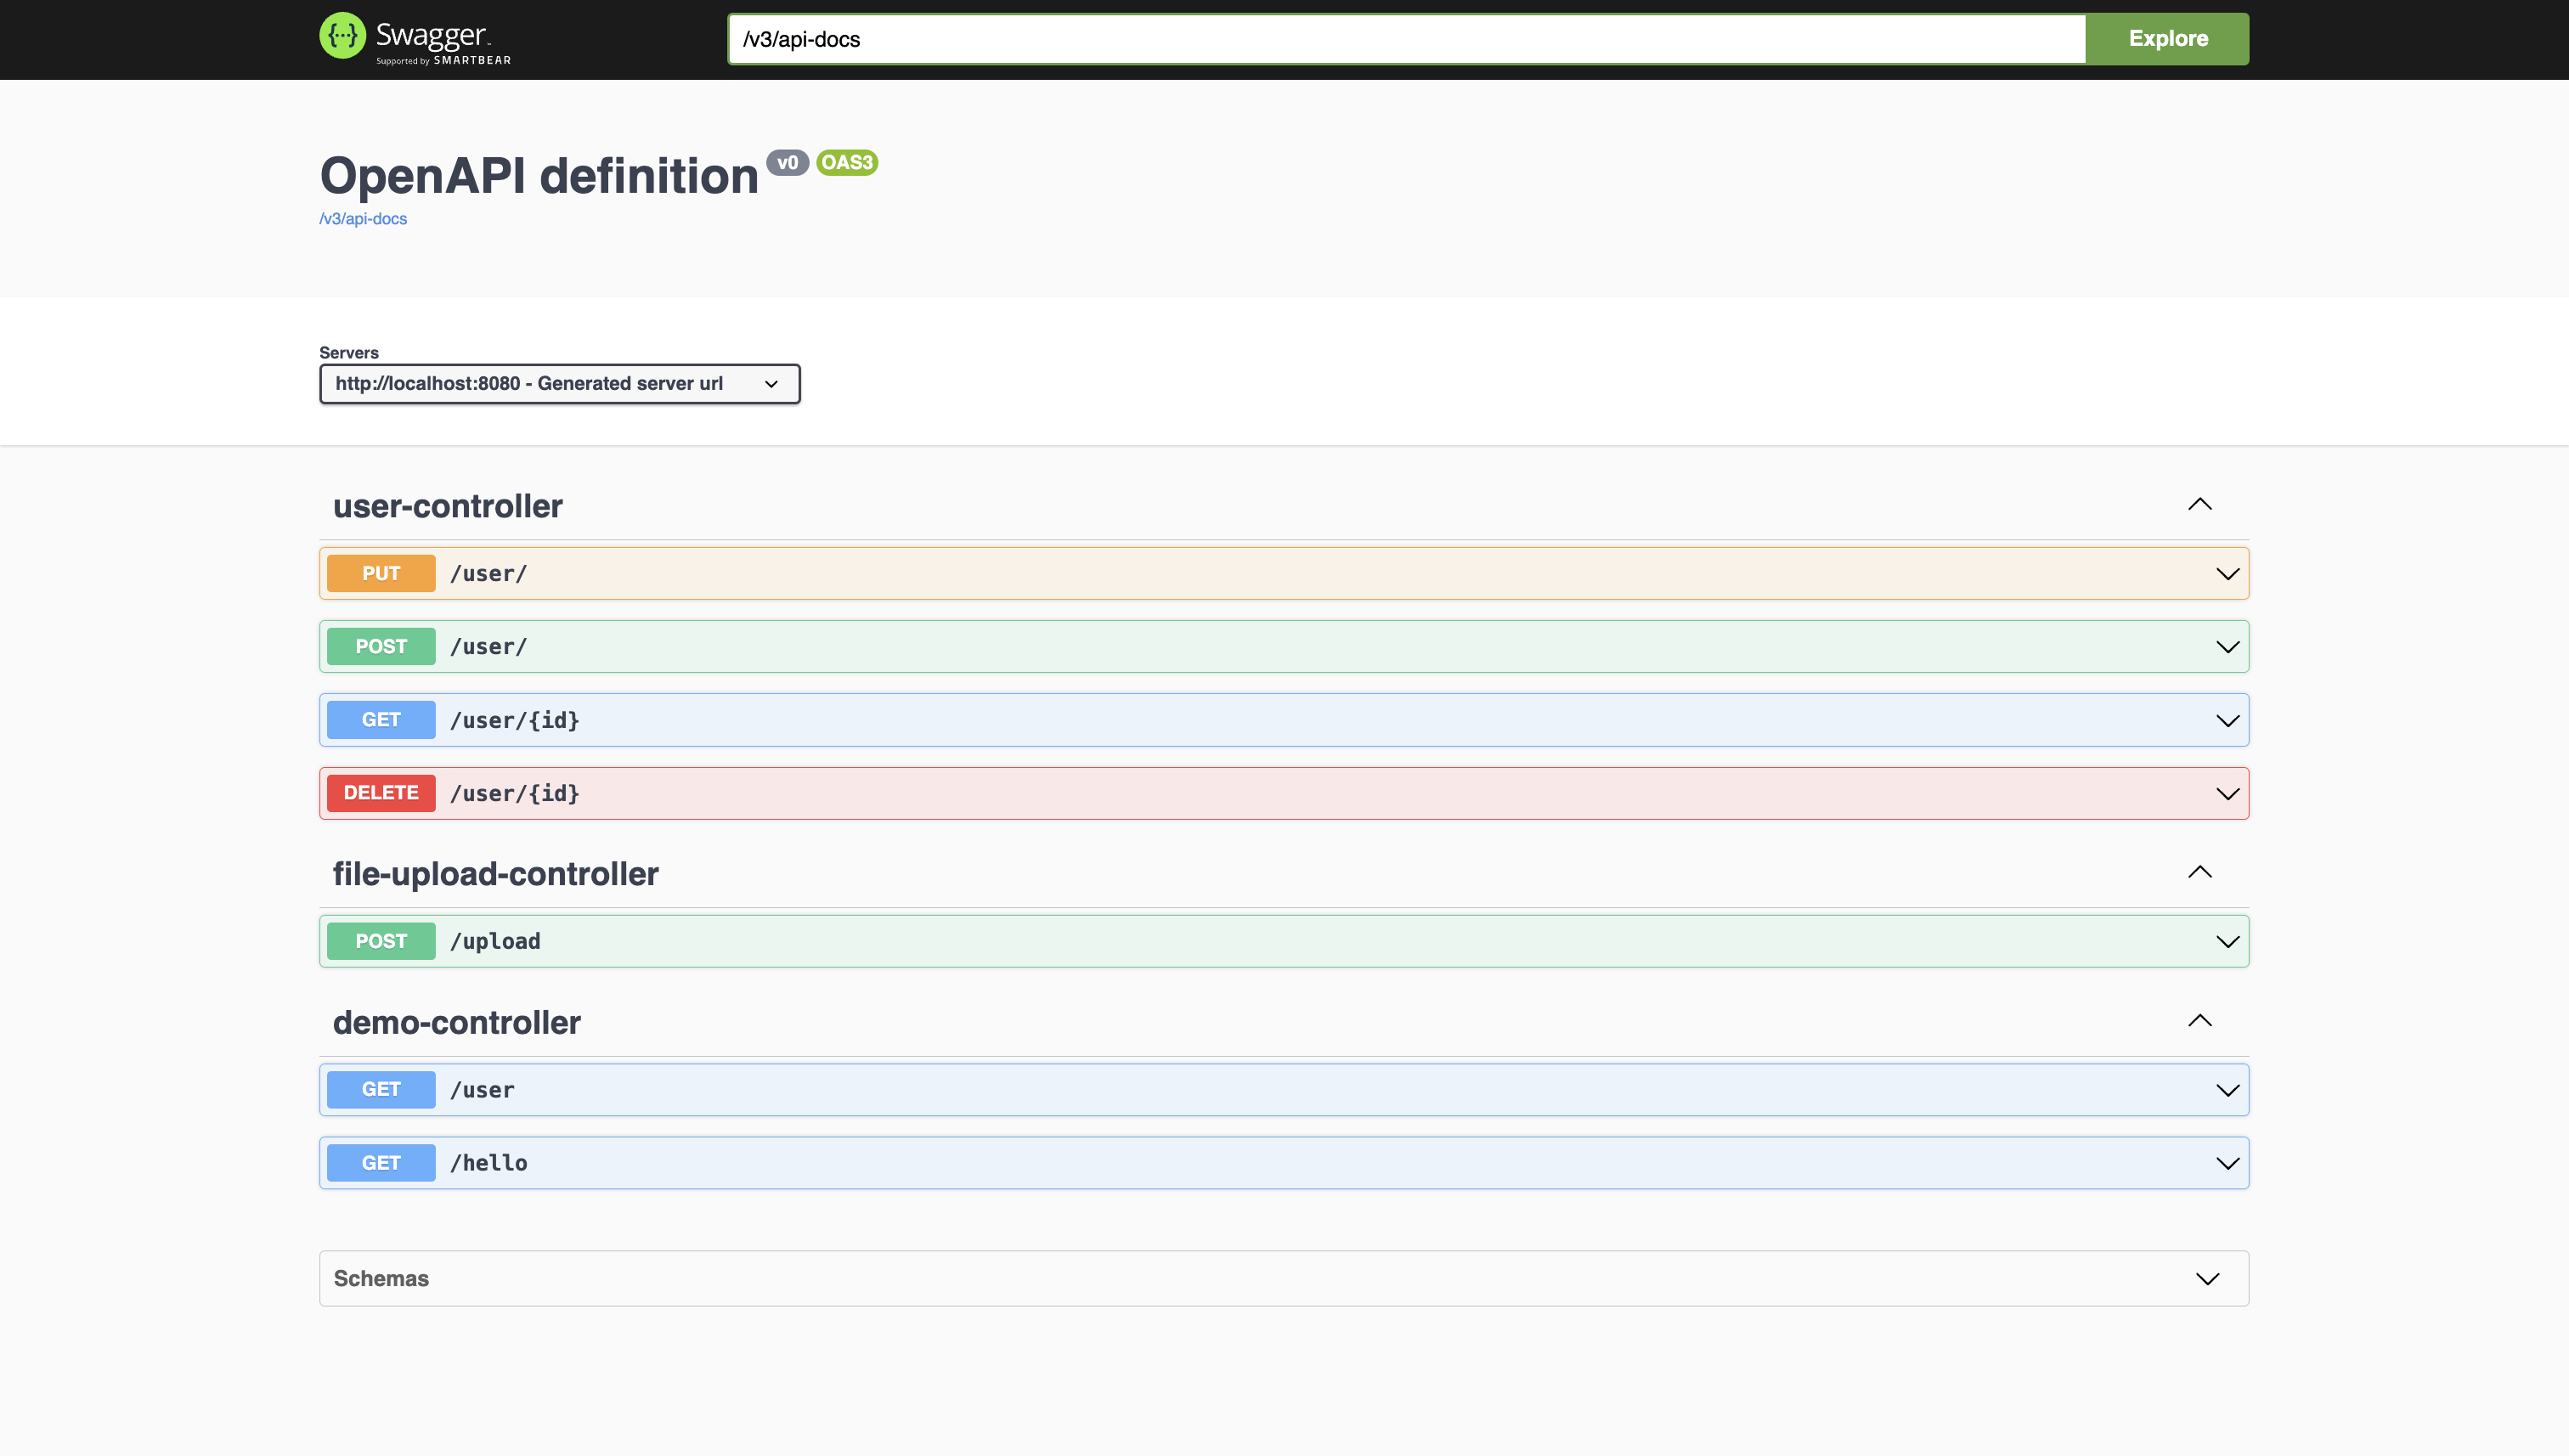 {···} Swagger™
Supported by SMARTBEAR
/v3/api-docs
Explore
OpenAPI definition v0 OAS3
/v3/api-docs
Servers
http://localhost:8080 - Generated server url
user-controller
PUT /user/
POST /user/
GET /user/{id}
DELETE /user/{id}
file-upload-controller
POST /upload
demo-controller
GET /user
GET /hello
Schemas